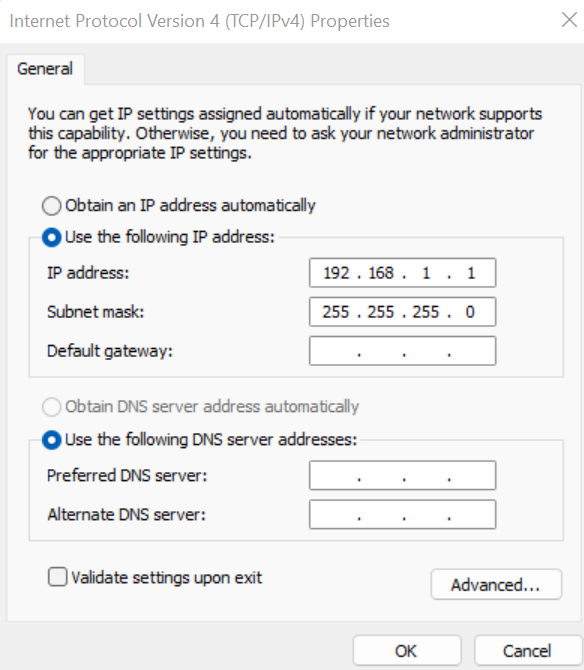 Internet Protocol Version 4 (TCP/IPv4) Properties
General
You can get IP settings assigned automatically if your network supports
this capability. Otherwise, you need to ask your network administrator
for the appropriate IP settings.
Obtain an IP address automatically
Use the following IP address:
IP address: 192 . 168 . 1 . 1
Subnet mask: 255 . 255 . 255 . 0
Default gateway: . . .
Obtain DNS server address automatically
Use the following DNS server addresses:
Preferred DNS server: . . .
Alternate DNS server: . . .
Validate settings upon exit
Advanced...
OK Cancel